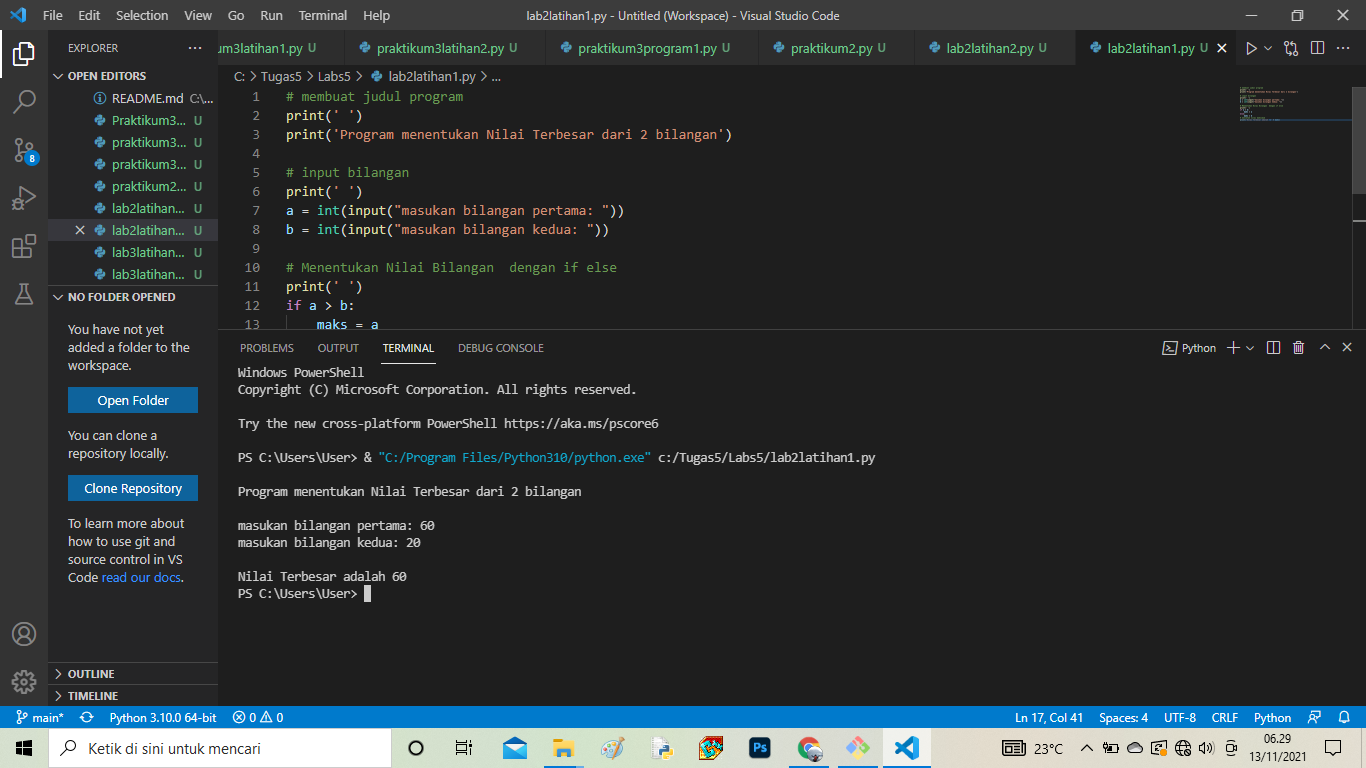 File Edit Selection View Go Run Terminal Help lab2latihan1.py - Untitled (Workspace) - Visual Studio Code
EXPLORER ...
um3latihan1.py U praktikum3latihan2.py U praktikum3program1.py U praktikum2.py U lab2latihan2.py U lab2latihan1.py U
OPEN EDITORS
README.md C:\...
Praktikum3... U
praktikum3... U
praktikum3... U
praktikum2... U
lab2latihan... U
lab2latihan... U
lab3latihan... U
lab3latihan... U
8
NO FOLDER OPENED
You have not yet
added a folder to the
workspace.
Open Folder
You can clone a
repository locally.
Clone Repository
To learn more about
how to use git and
source control in VS
Code read our docs.
OUTLINE
TIMELINE
C: > Tugas5 > Labs5 > lab2latihan1.py > ...
1 # membuat judul program
2 print(' ')
3 print('Program menentukan Nilai Terbesar dari 2 bilangan')
4
5 # input bilangan
6 print(' ')
7 a = int(input("masukan bilangan pertama: "))
8 b = int(input("masukan bilangan kedua: "))
9
10 # Menentukan Nilai Bilangan  dengan if else
11 print(' ')
12 if a > b:
13     maks = a
PROBLEMS OUTPUT TERMINAL DEBUG CONSOLE Python
Windows PowerShell
Copyright (C) Microsoft Corporation. All rights reserved.
Try the new cross-platform PowerShell https://aka.ms/pscore6
PS C:\Users\User> & "C:/Program Files/Python310/python.exe" c:/Tugas5/Labs5/lab2latihan1.py
Program menentukan Nilai Terbesar dari 2 bilangan
masukan bilangan pertama: 60
masukan bilangan kedua: 20
Nilai Terbesar adalah 60
PS C:\Users\User>
main* Python 3.10.0 64-bit 0 0 Ln 17, Col 41 Spaces: 4 UTF-8 CRLF Python
Ketik di sini untuk mencari
Ps
23°C
06.29
13/11/2021